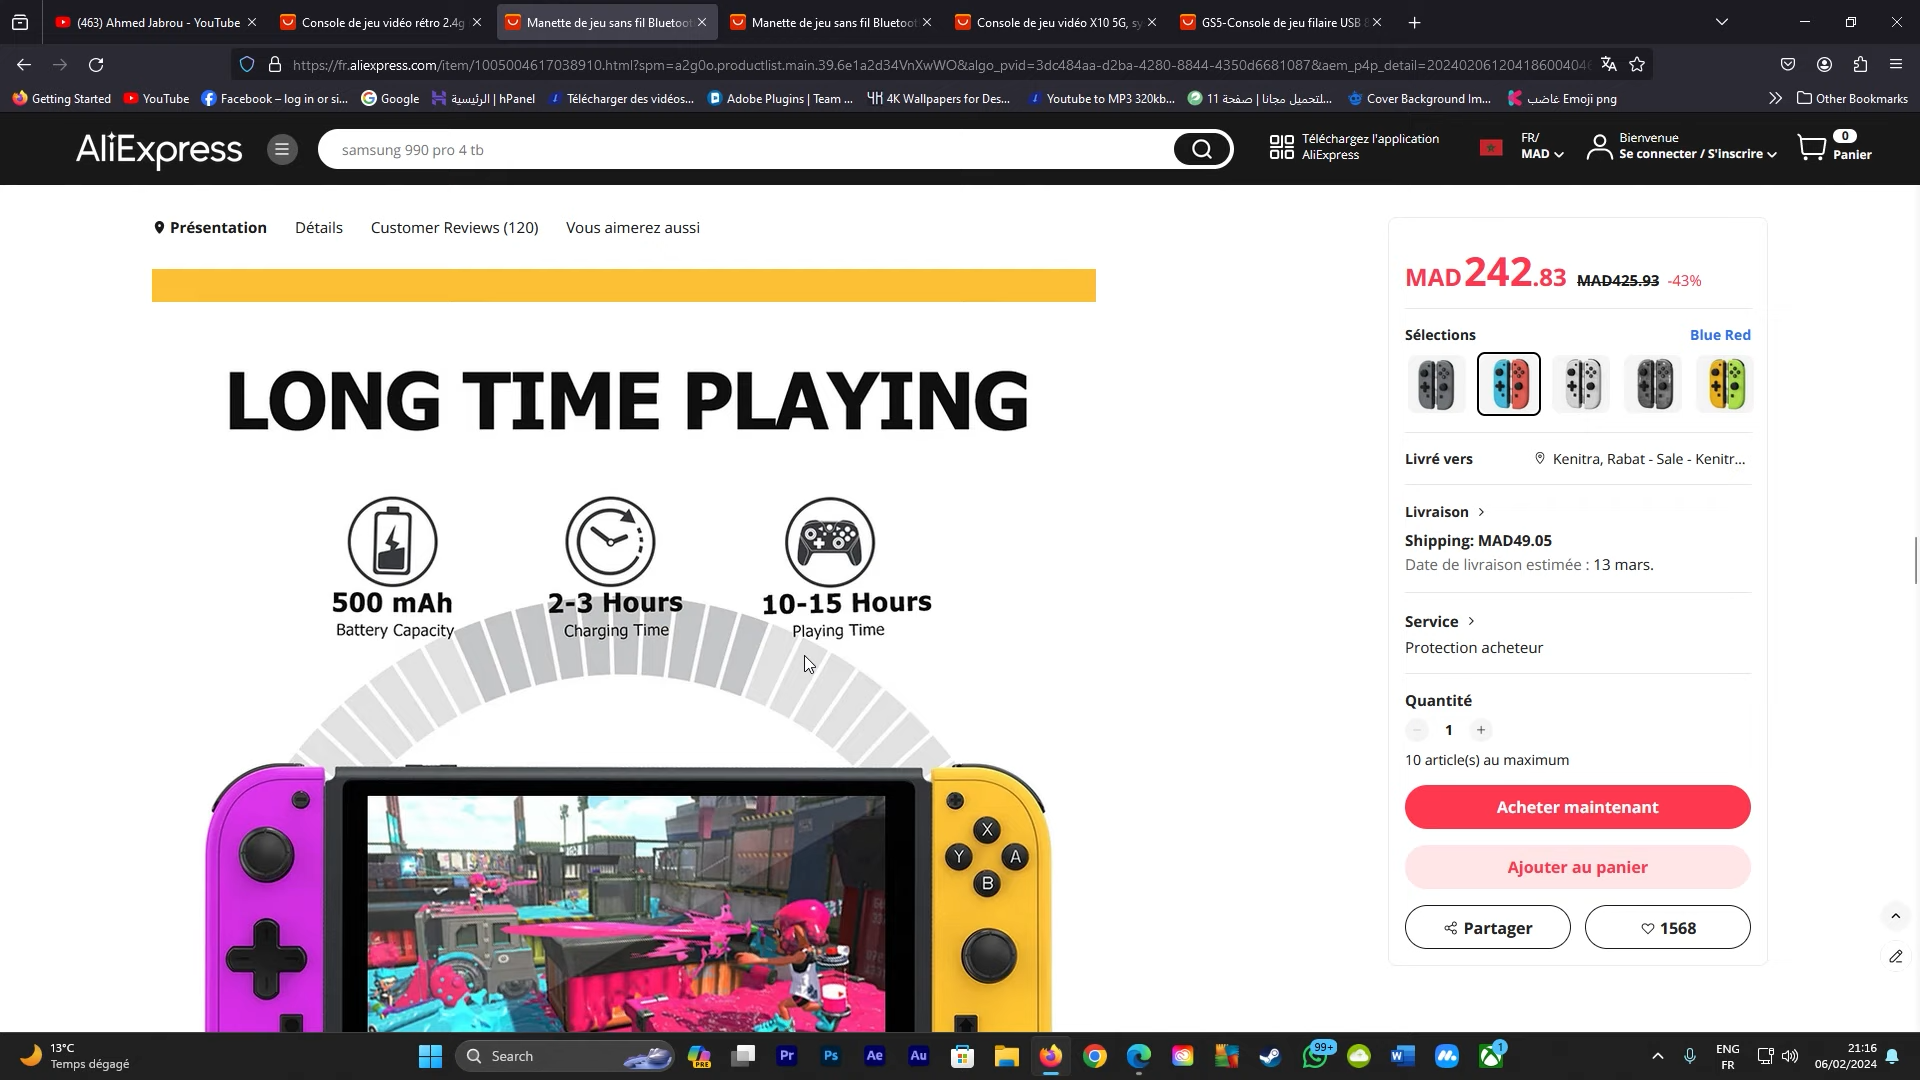 (463) Ahmed Jabrou - YouTube
Console de jeu vidéo rétro 2.4g
Manette de jeu sans fil Bluetoot
Manette de jeu sans fil Bluetoot
Console de jeu vidéo X10 5G, sy
GS5-Console de jeu filaire USB 8
https://fr.aliexpress.com/item/1005004617038910.html?spm=a2g0o.productlist.main.39.6e1a2d34VnXwWO&algo_pvid=3dc484aa-d2ba-4280-8844-4350d6681087&aem_p4p_detail=2024020612041860040
Getting Started
YouTube
Facebook – log in or si...
Google
الرئيسية | hPanel
Télécharger des vidéos...
Adobe Plugins | Team ...
4K Wallpapers for Des...
Youtube to MP3 320kb...
للتحميل مجانا | صفحة 11...
Cover Background Im...
غاضب Emoji png
Other Bookmarks
AliExpress
samsung 990 pro 4 tb
Téléchargez l'application
AliExpress
FR/
MAD
Bienvenue
Se connecter / S'inscrire
0
Panier
Présentation
Détails
Customer Reviews (120)
Vous aimerez aussi
LONG TIME PLAYING
500 mAh
Battery Capacity
2-3 Hours
Charging Time
10-15 Hours
Playing Time
X
Y
A
B
MAD242.83 MAD425.93 -43%
Sélections
Blue Red
Livré vers
Kenitra, Rabat - Sale - Kenitr...
Livraison
Shipping: MAD49.05
Date de livraison estimée : 13 mars.
Service
Protection acheteur
Quantité
1
10 article(s) au maximum
Acheter maintenant
Ajouter au panier
Partager
1568
13°C
Temps dégagé
Search
PRE
Pr
Ps
Ae
Au
99+
1
ENG
FR
21:16
06/02/2024